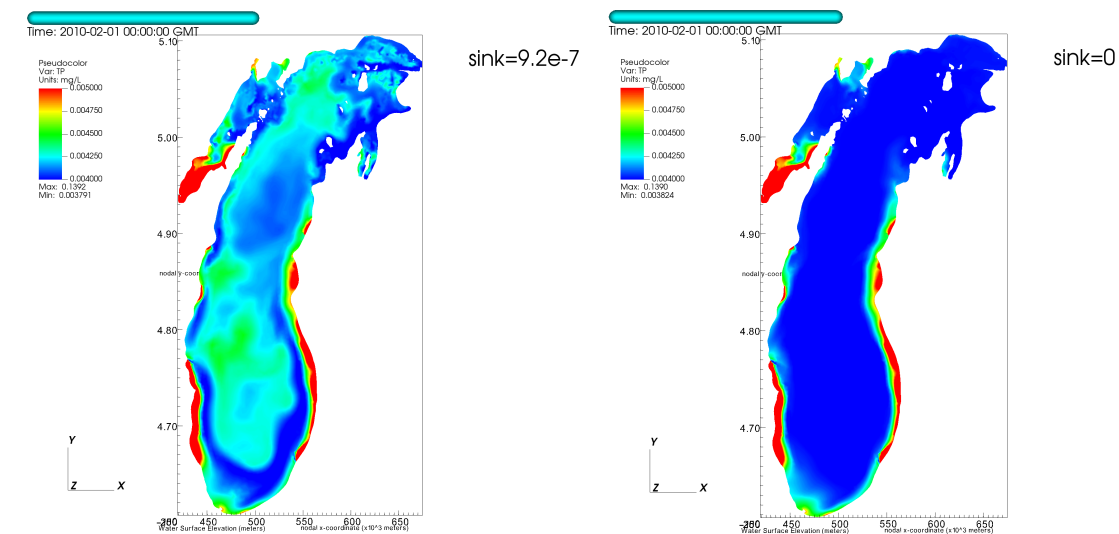 Time: 2010-02-01 00:00:00 GMT
Pseudocolor
Var: TP
Units: mg/L
0.005000
0.004750
0.004500
0.004250
0.004000
Max: 0.1392
Min: 0.003791
5.10
5.00
4.90
nodal y-coor
4.80
4.70
Y
Z X
450 500 550 600 650
Water Surface Elevation (meters) nodal x-coordinate (x10^3 meters)
sink=9.2e-7
Time: 2010-02-01 00:00:00 GMT
Pseudocolor
Var: TP
Units: mg/L
0.005000
0.004750
0.004500
0.004250
0.004000
Max: 0.1390
Min: 0.003824
5.10
5.00
4.90
nodal y-coor
4.80
4.70
Y
Z X
450 500 550 600 650
Water Surface Elevation (meters) nodal x-coordinate (x10^3 meters)
sink=0